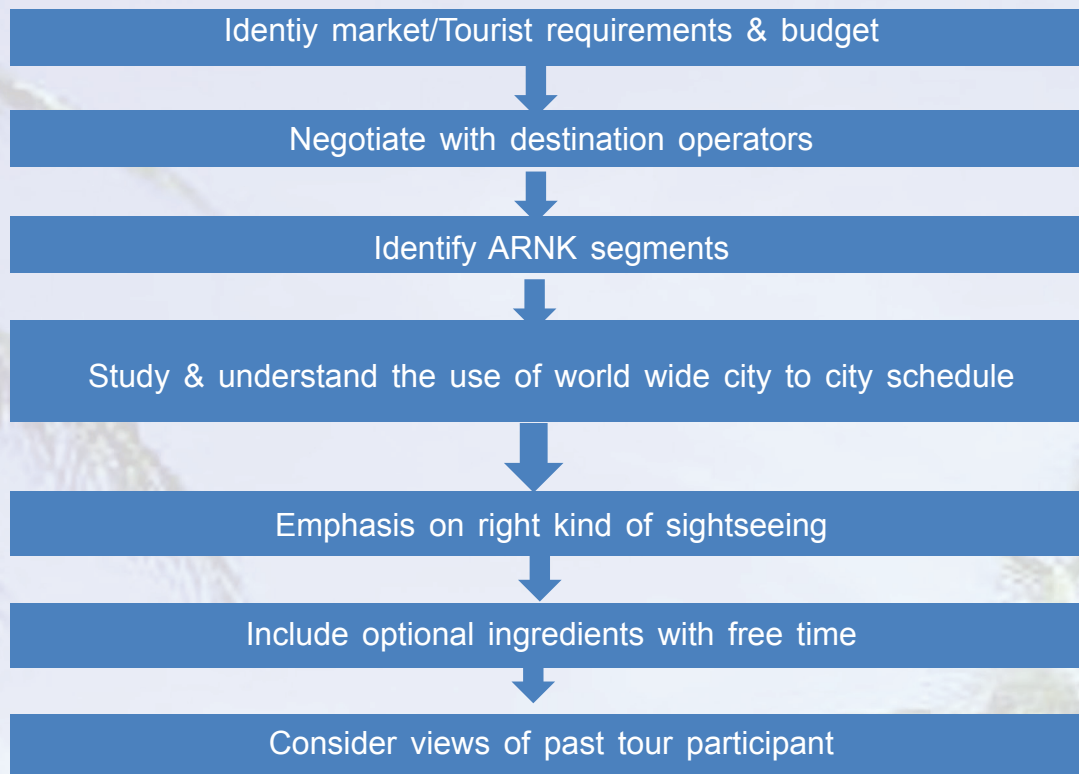 Identiy market/Tourist requirements & budget
Negotiate with destination operators
Identify ARNK segments
Study & understand the use of world wide city to city schedule
Emphasis on right kind of sightseeing
Include optional ingredients with free time
Consider views of past tour participant